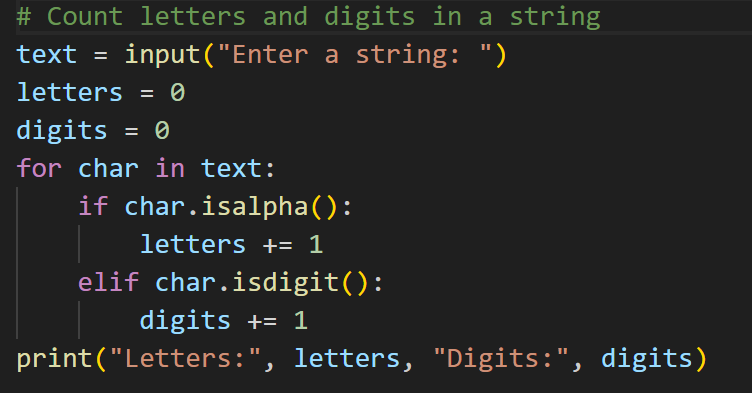 # Count letters and digits in a string
text = input("Enter a string: ")
letters = 0
digits = 0
for char in text:
    if char.isalpha():
        letters += 1
    elif char.isdigit():
        digits += 1
print("Letters:", letters, "Digits:", digits)